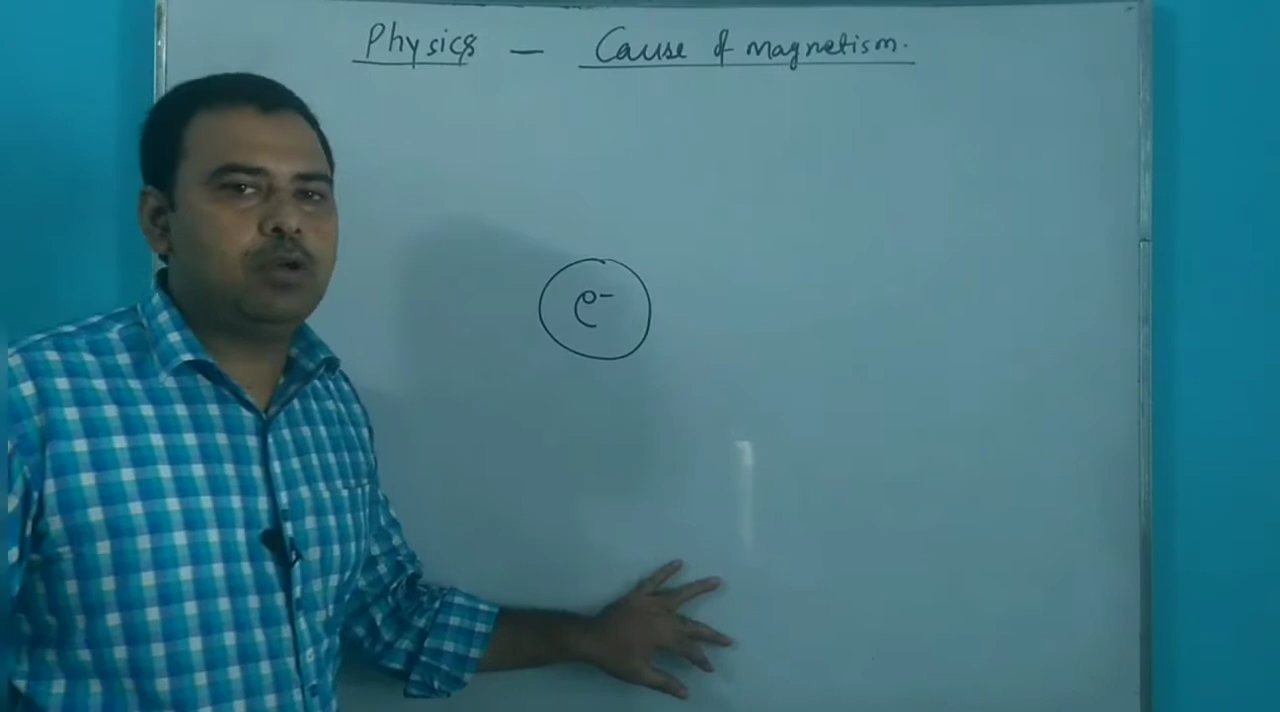 Physics — Cause of magnetism.
e-